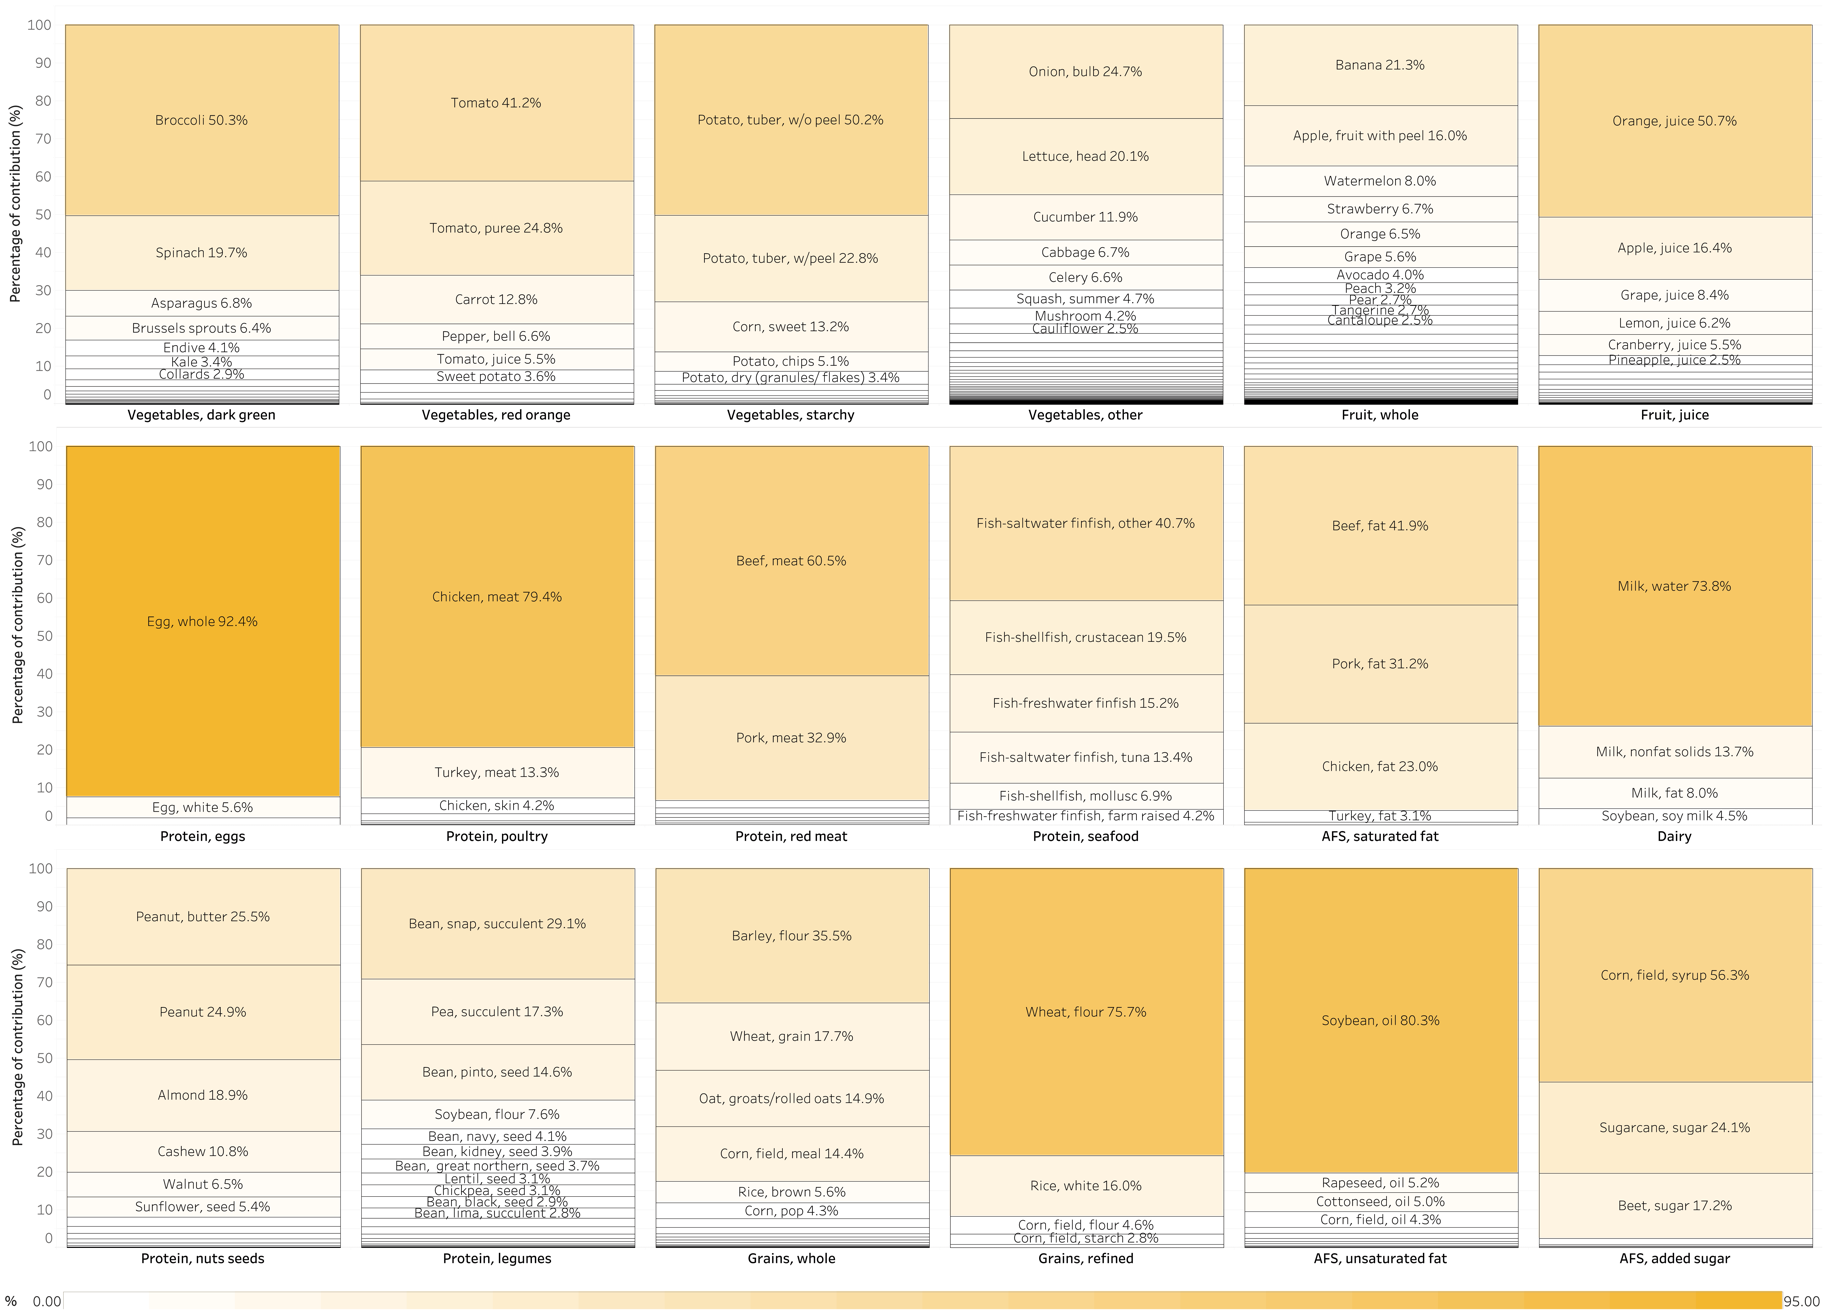 100
90
80
70
60
50
40
30
20
10
0
Percentage of contribution (%)
Broccoli 50.3%
Spinach 19.7%
Asparagus 6.8%
Brussels sprouts 6.4%
Endive 4.1%
Kale 3.4%
Collards 2.9%
Vegetables, dark green
Tomato 41.2%
Tomato, puree 24.8%
Carrot 12.8%
Pepper, bell 6.6%
Tomato, juice 5.5%
Sweet potato 3.6%
Vegetables, red orange
Potato, tuber, w/o peel 50.2%
Potato, tuber, w/peel 22.8%
Corn, sweet 13.2%
Potato, chips 5.1%
Potato, dry (granules/ flakes) 3.4%
Vegetables, starchy
Onion, bulb 24.7%
Lettuce, head 20.1%
Cucumber 11.9%
Cabbage 6.7%
Celery 6.6%
Squash, summer 4.7%
Mushroom 4.2%
Cauliflower 2.5%
Vegetables, other
Banana 21.3%
Apple, fruit with peel 16.0%
Watermelon 8.0%
Strawberry 6.7%
Orange 6.5%
Grape 5.6%
Avocado 4.0%
Peach 3.2%
Pear 2.7%
Tangerine 2.7%
Cantaloupe 2.5%
Fruit, whole
Orange, juice 50.7%
Apple, juice 16.4%
Grape, juice 8.4%
Lemon, juice 6.2%
Cranberry, juice 5.5%
Pineapple, juice 2.5%
Fruit, juice
100
90
80
70
60
50
40
30
20
10
0
Percentage of contribution (%)
Egg, whole 92.4%
Egg, white 5.6%
Protein, eggs
Chicken, meat 79.4%
Turkey, meat 13.3%
Chicken, skin 4.2%
Protein, poultry
Beef, meat 60.5%
Pork, meat 32.9%
Protein, red meat
Fish-saltwater finfish, other 40.7%
Fish-shellfish, crustacean 19.5%
Fish-freshwater finfish 15.2%
Fish-saltwater finfish, tuna 13.4%
Fish-shellfish, mollusc 6.9%
Fish-freshwater finfish, farm raised 4.2%
Protein, seafood
Beef, fat 41.9%
Pork, fat 31.2%
Chicken, fat 23.0%
Turkey, fat 3.1%
AFS, saturated fat
Milk, water 73.8%
Milk, nonfat solids 13.7%
Milk, fat 8.0%
Soybean, soy milk 4.5%
Dairy
100
90
80
70
60
50
40
30
20
10
0
Percentage of contribution (%)
Peanut, butter 25.5%
Peanut 24.9%
Almond 18.9%
Cashew 10.8%
Walnut 6.5%
Sunflower, seed 5.4%
Protein, nuts seeds
Bean, snap, succulent 29.1%
Pea, succulent 17.3%
Bean, pinto, seed 14.6%
Soybean, flour 7.6%
Bean, navy, seed 4.1%
Bean, kidney, seed 3.9%
Bean, great northern, seed 3.7%
Lentil, seed 3.1%
Chickpea, seed 3.1%
Bean, black, seed 2.9%
Bean, lima, succulent 2.8%
Protein, legumes
Barley, flour 35.5%
Wheat, grain 17.7%
Oat, groats/rolled oats 14.9%
Corn, field, meal 14.4%
Rice, brown 5.6%
Corn, pop 4.3%
Grains, whole
Wheat, flour 75.7%
Rice, white 16.0%
Corn, field, flour 4.6%
Corn, field, starch 2.8%
Grains, refined
Soybean, oil 80.3%
Rapeseed, oil 5.2%
Cottonseed, oil 5.0%
Corn, field, oil 4.3%
AFS, unsaturated fat
Corn, field, syrup 56.3%
Sugarcane, sugar 24.1%
Beet, sugar 17.2%
AFS, added sugar
% 0.00 95.00